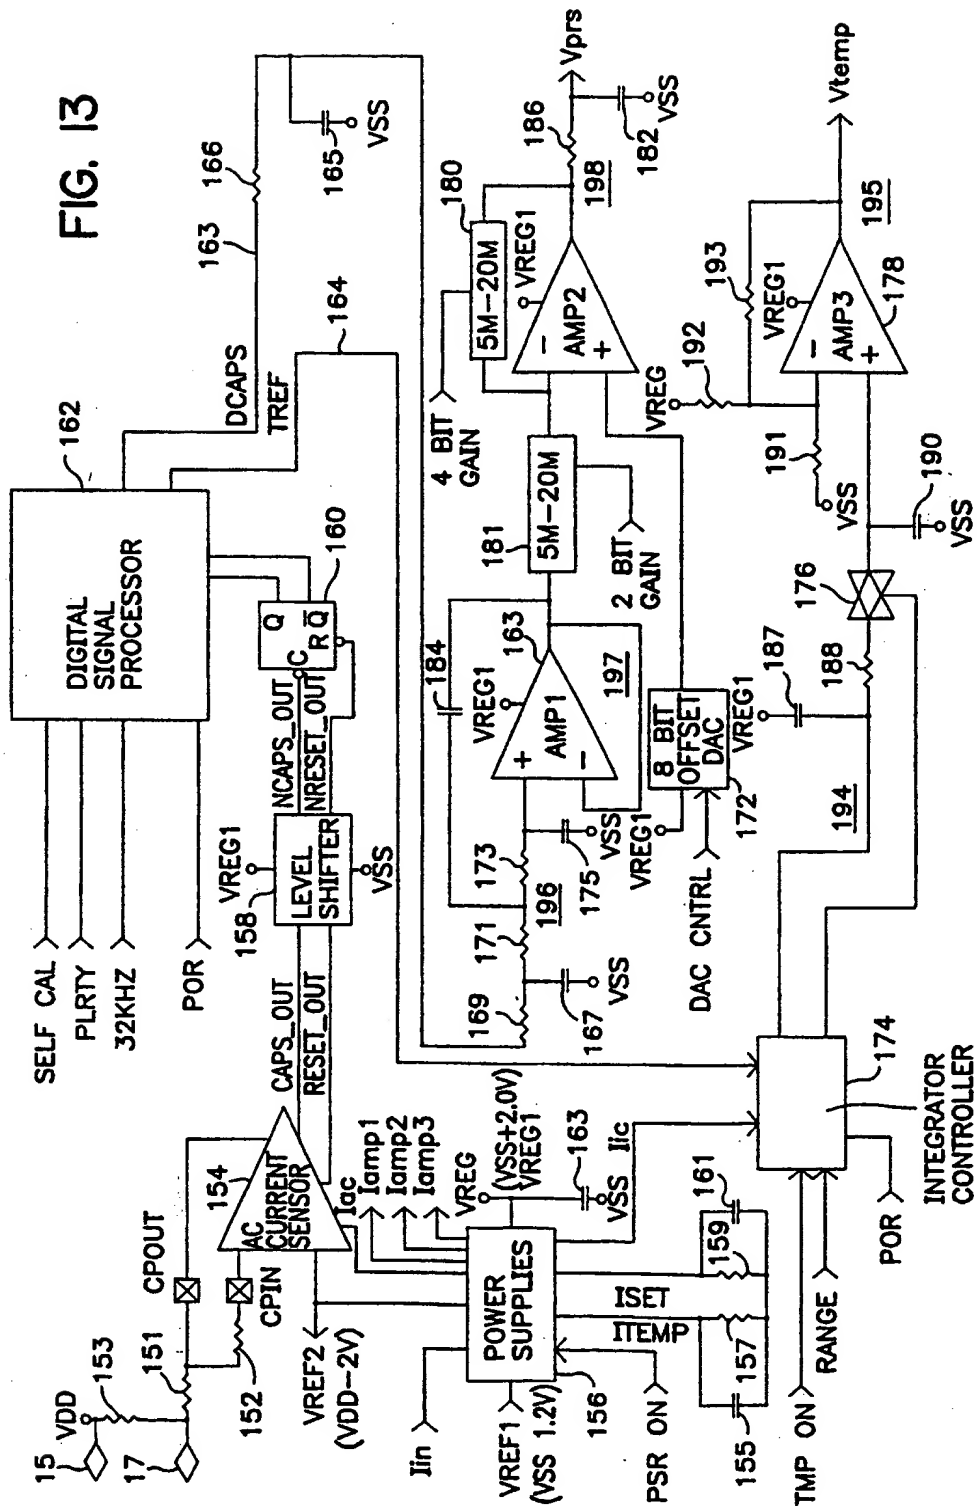 FIG. 13
SELF CAL
PLRTY
32KHZ
POR
DIGITAL
SIGNAL
PROCESSOR
162
DCAPS
TREF
163
166
164
165
VSS
15
17
VDD
153
151
152
CPOUT
CPIN
154
AC
CURRENT
SENSOR
CAPS_OUT
RESET_OUT
VREG1
158
LEVEL
SHIFTER
VSS
NCAPS_OUT
NRESET_OUT
Q
C
R Q
160
VREF2
(VDD-2V)
Iac
Iamp1
Iamp2
Iamp3
VREG
(VSS+2.0V)
VREG1
163
VSS
Iic
Iin
VREF1
(VSS 1.2V)
POWER
SUPPLIES
156
PSR ON
ISET
ITEMP
155
157
159
161
169
167
VSS
171
196
173
175
VSS
184
VREG1
163
+
AMP1
-
197
181
5M-20M
2 BIT
GAIN
4 BIT
GAIN
180
5M-20M
VREG1
-
AMP2
+
198
186
Vprs
182
VSS
VREG1
8 BIT
OFFSET
DAC
172
DAC CNTRL
TMP ON
RANGE
POR
174
INTEGRATOR
CONTROLLER
194
VREG1
187
188
176
190
VSS
191
VSS
VREG
192
193
VREG1
-
AMP3
+
178
195
Vtemp